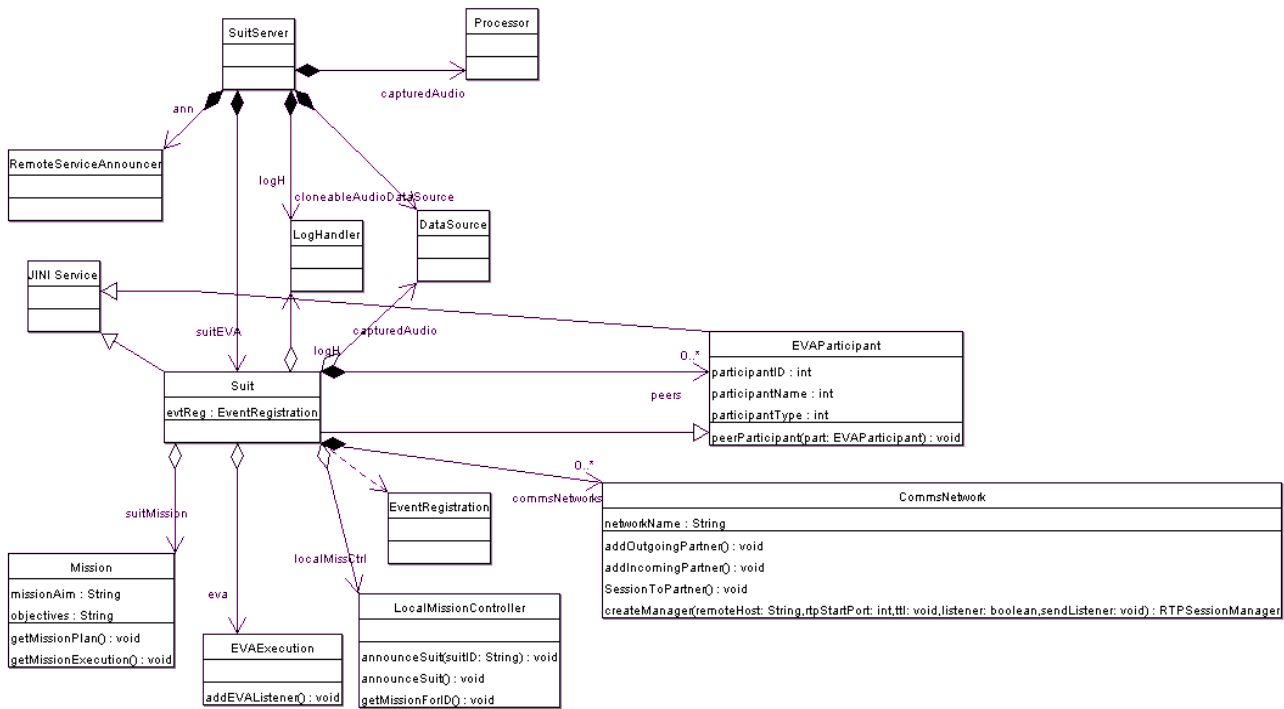 SuitServer
Processor
capturedAudio
ann
RemoteServiceAnnouncer
logH
cloneableAudioDataSource
LogHandler
DataSource
JINI Service
suitEVA
capturedAudio
logH
0..*
peers
EVAParticipant
participantID : int
participantName : int
participantType : int
peerParticipant(part: EVAParticipant) : void
Suit
evtReg : EventRegistration
0..*
commsNetworks
CommsNetwork
networkName : String
addOutgoingPartner() : void
addIncomingPartner() : void
SessionToPartner() : void
createManager(remoteHost: String,rtpStartPort: int,ttl: void,listener: boolean,sendListener: void) : RTPSessionManager
EventRegistration
suitMission
localMissCtrl
eva
Mission
missionAim : String
objectives : String
getMissionPlan() : void
getMissionExecution() : void
EVAExecution
addEVAListener() : void
LocalMissionController
announceSuit(suitID: String) : void
announceSuit() : void
getMissionForID() : void